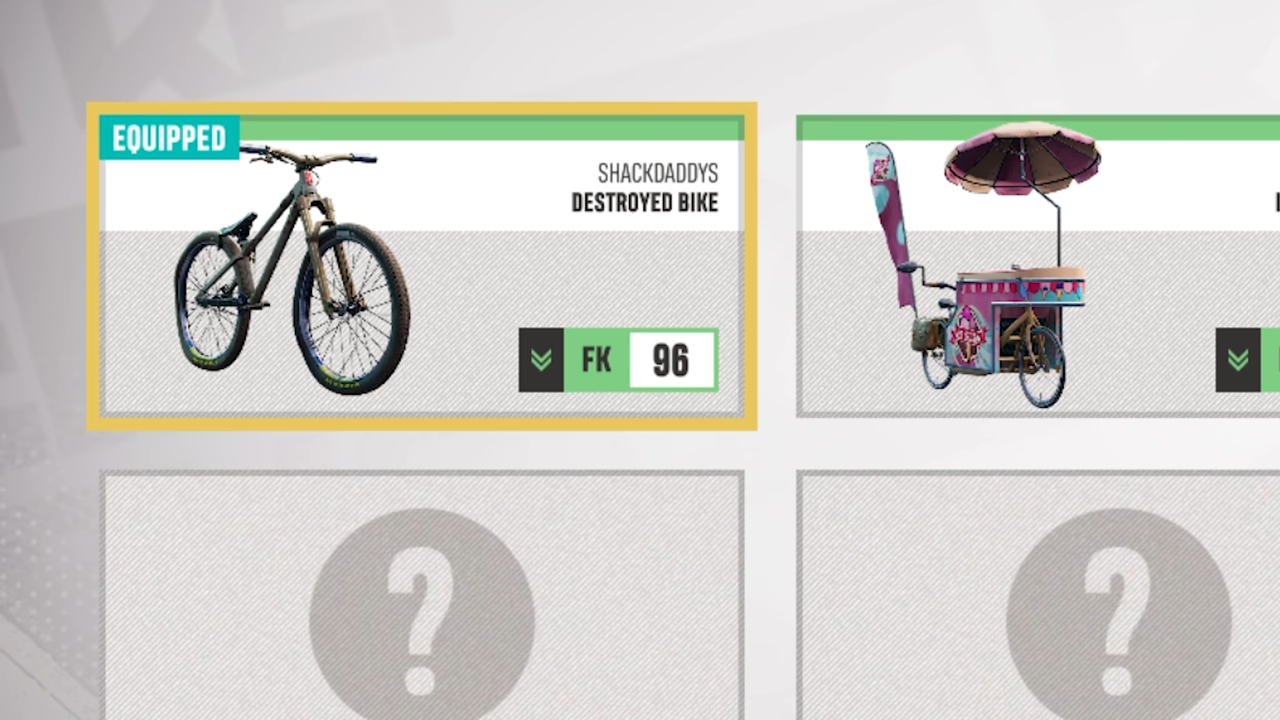 EQUIPPED
SHACKDADDYS
DESTROYED BIKE
FK 96
?
?